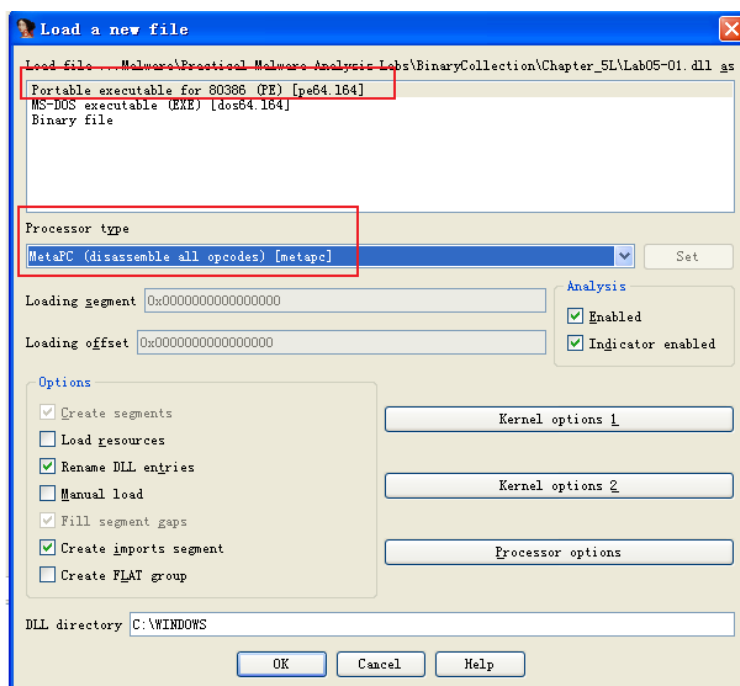 Load a new file
Load file ...Malware\Practical Malware Analysis Labs\BinaryCollection\Chapter_5L\Lab05-01.dll as
Portable executable for 80386 (PE) [pe64.l64]
MS-DOS executable (EXE) [dos64.l64]
Binary file
Processor type
MetaPC (disassemble all opcodes) [metapc]
Set
Loading segment 0x0000000000000000
Loading offset 0x0000000000000000
Analysis
Enabled
Indicator enabled
Options
Create segments
Load resources
Rename DLL entries
Manual load
Fill segment gaps
Create imports segment
Create FLAT group
Kernel options 1
Kernel options 2
Processor options
DLL directory C:\WINDOWS
OK Cancel Help